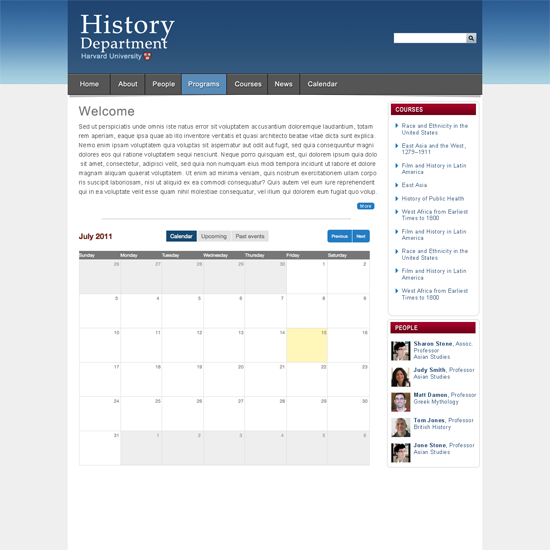 History
Department
Harvard University
Home About People Programs Courses News Calendar
Welcome
Sed ut perspiciatis unde omnis iste natus error sit voluptatem accusantium doloremque laudantium, totam
rem aperiam, eaque ipsa quae ab illo inventore veritatis et quasi architecto beatae vitae dicta sunt explica.
Nemo enim ipsam voluptatem quia voluptas sit aspernatur aut odit aut fugit, sed quia consequuntur magni
dolores eos qui ratione voluptatem sequi nesciunt. Neque porro quisquam est, qui dolorem ipsum quia dolo
sit amet, consectetur, adipisci velit, sed quia non numquam eius modi tempora incidunt ut labore et dolore
magnam aliquam quaerat voluptatem. Ut enim ad minima veniam, quis nostrum exercitationem ullam corpo
ris suscipit laboriosam, nisi ut aliquid ex ea commodi consequatur? Quis autem vel eum iure reprehenderit
qui in ea voluptate velit esse quam nihil molestiae consequatur, vel illum qui dolorem eum fugiat quo volup.
More
July 2011
Calendar Upcoming Past events
Previous Next
Sunday Monday Tuesday Wednesday Thursday Friday Saturday
26 27 28 29 30 1 2
3 4 5 6 7 8 9
10 11 12 13 14 15 16
17 18 19 20 21 22 23
24 25 26 27 28 29 30
31 1 2 3 4 5 6
COURSES
Race and Ethnicity in the
United States
East Asia and the West,
1279–1911
Film and History in Latin
America
East Asia
History of Public Health
West Africa from Earliest
Times to 1800
Film and History in Latin
America
Race and Ethnicity in the
United States
Film and History in Latin
America
West Africa from Earliest
Times to 1800
PEOPLE
Sharon Stone, Assoc.
Professor
Asian Studies
Judy Smith, Professor
Asian Studies
Matt Damon, Professor
Greek Mythology
Tom Jones, Professor
British History
June Stone, Professor
Asian Studies